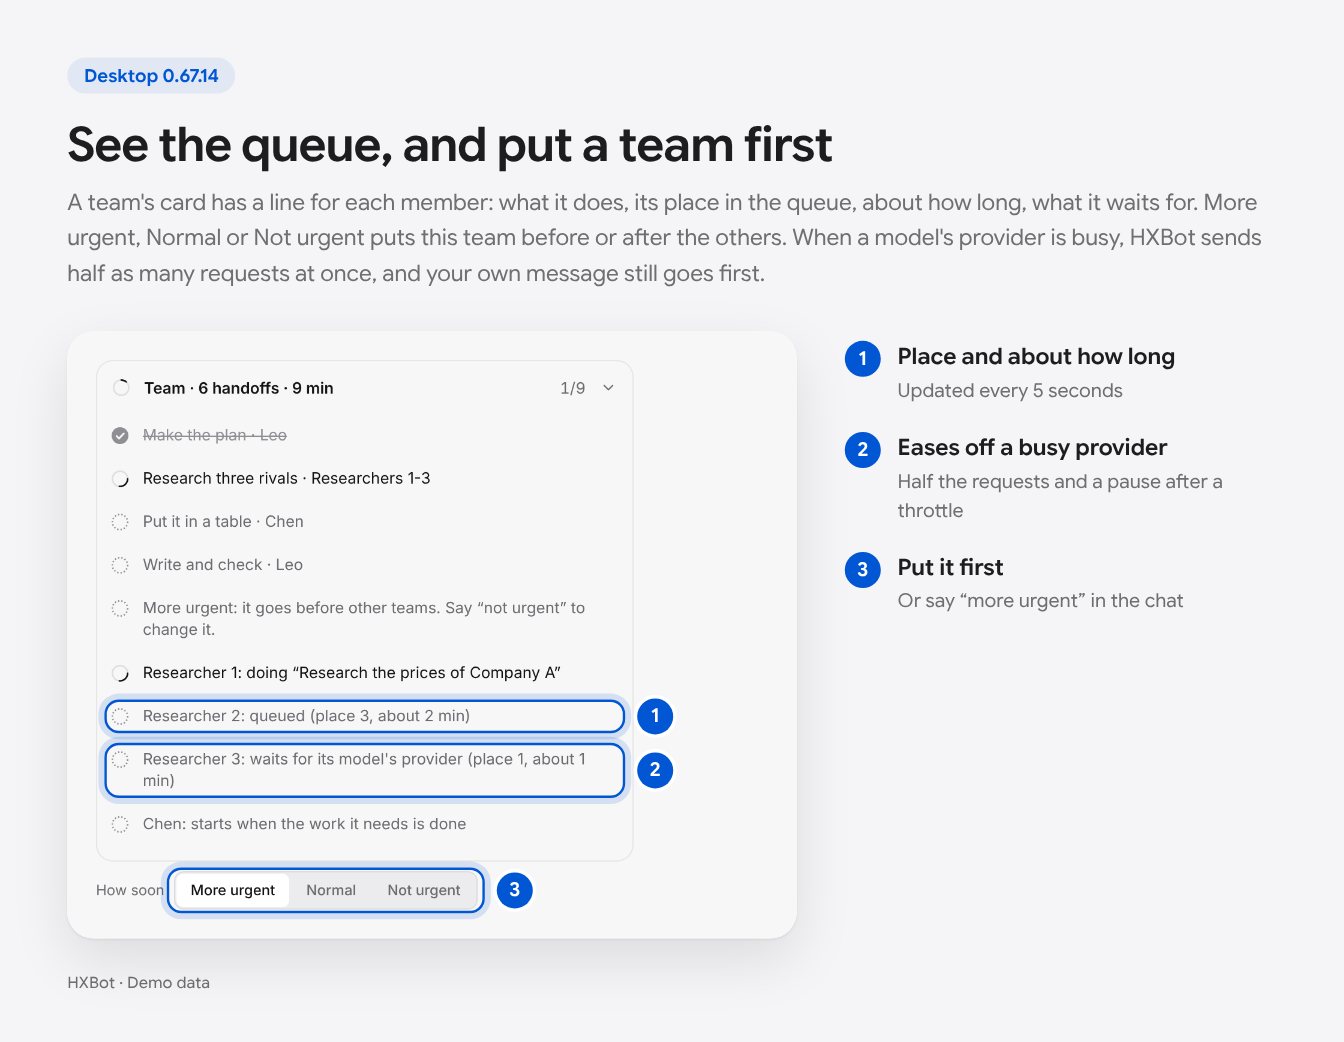 Desktop 0.67.14
See the queue, and put a team first
A team's card has a line for each member: what it does, its place in the queue, about how long, what it waits for. More
urgent, Normal or Not urgent puts this team before or after the others. When a model's provider is busy, HXBot sends
half as many requests at once, and your own message still goes first.
Team · 6 handoffs · 9 min 1/9
Make the plan · Leo
Research three rivals · Researchers 1-3
Put it in a table · Chen
Write and check · Leo
More urgent: it goes before other teams. Say “not urgent” to
change it.
Researcher 1: doing “Research the prices of Company A”
Researcher 2: queued (place 3, about 2 min) 1
Researcher 3: waits for its model's provider (place 1, about 1
min) 2
Chen: starts when the work it needs is done
How soon More urgent Normal Not urgent 3
1 Place and about how long
Updated every 5 seconds
2 Eases off a busy provider
Half the requests and a pause after a
throttle
3 Put it first
Or say “more urgent” in the chat
HXBot · Demo data